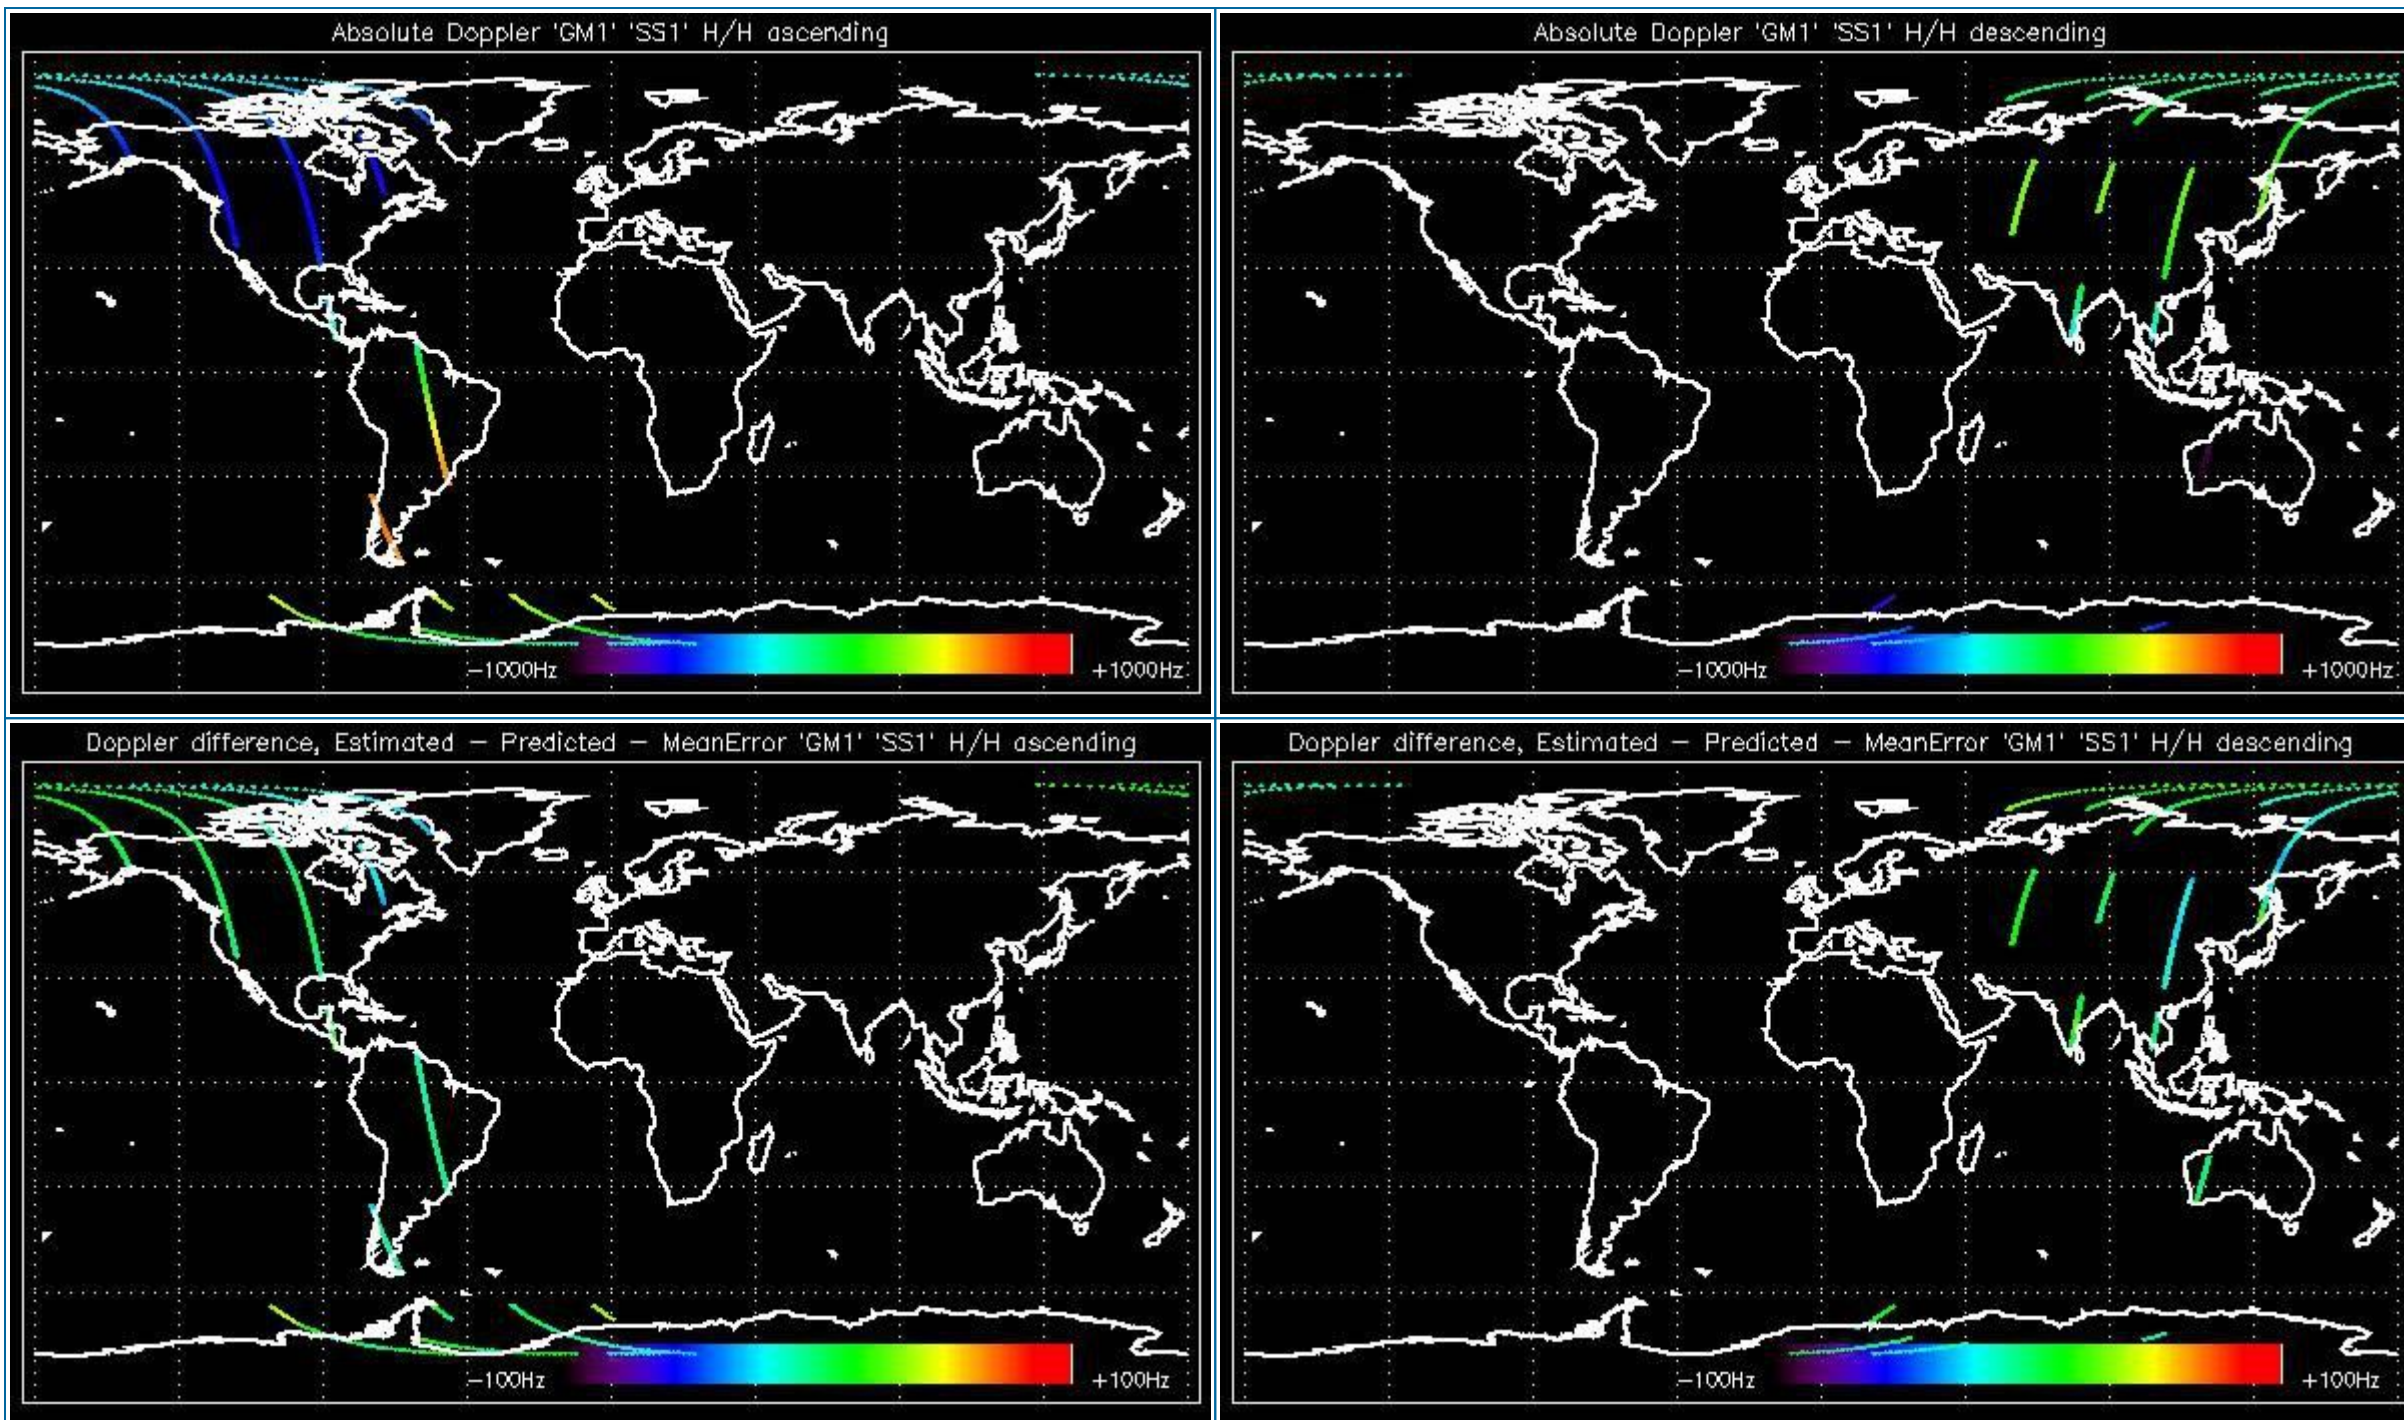 Absolute Doppler 'GM1' 'SS1' H/H ascending
-1000Hz
+1000Hz
Absolute Doppler 'GM1' 'SS1' H/H descending
-1000Hz
+1000Hz
Doppler difference, Estimated - Predicted - MeanError 'GM1' 'SS1' H/H ascending
-100Hz
+100Hz
Doppler difference, Estimated - Predicted - MeanError 'GM1' 'SS1' H/H descending
-100Hz
+100Hz